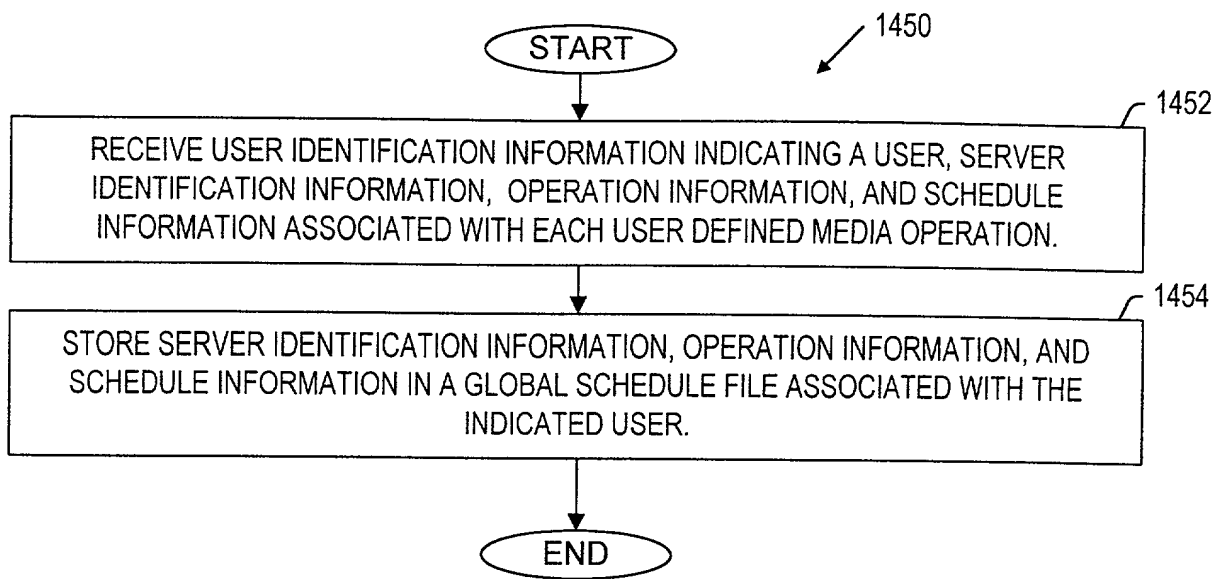 START
1450
1452
RECEIVE USER IDENTIFICATION INFORMATION INDICATING A USER, SERVER
IDENTIFICATION INFORMATION, OPERATION INFORMATION, AND SCHEDULE
INFORMATION ASSOCIATED WITH EACH USER DEFINED MEDIA OPERATION.
1454
STORE SERVER IDENTIFICATION INFORMATION, OPERATION INFORMATION, AND
SCHEDULE INFORMATION IN A GLOBAL SCHEDULE FILE ASSOCIATED WITH THE
INDICATED USER.
END